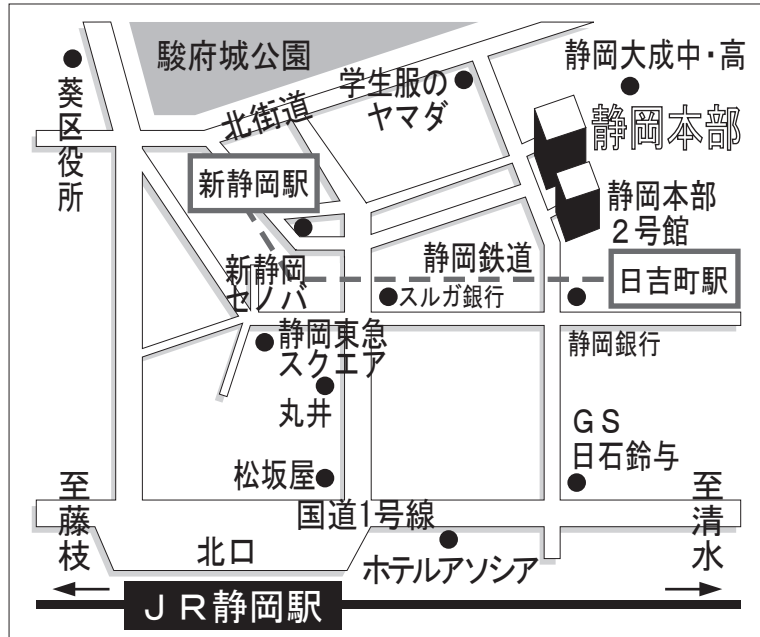 駿府城公園
葵区役所
北街道
学生服の
ヤマダ
静岡大成中・高
静岡本部
新静岡駅
静岡本部
２号館
新静岡
セノバ
静岡鉄道
日吉町駅
スルガ銀行
静岡銀行
静岡東急
スクエア
丸井
ＧＳ
日石鈴与
松坂屋
国道1号線
至藤枝
至清水
北口
ホテルアソシア
ＪＲ静岡駅